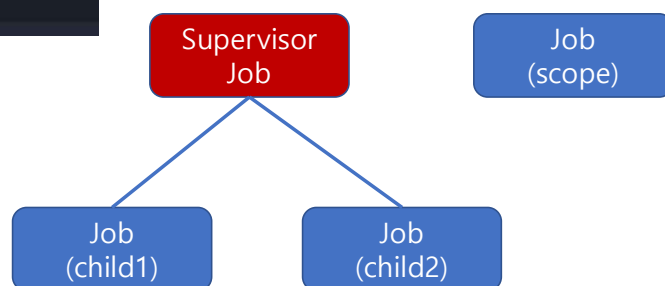 Supervisor
Job
Job
(scope)
Job
(child1)
Job
(child2)